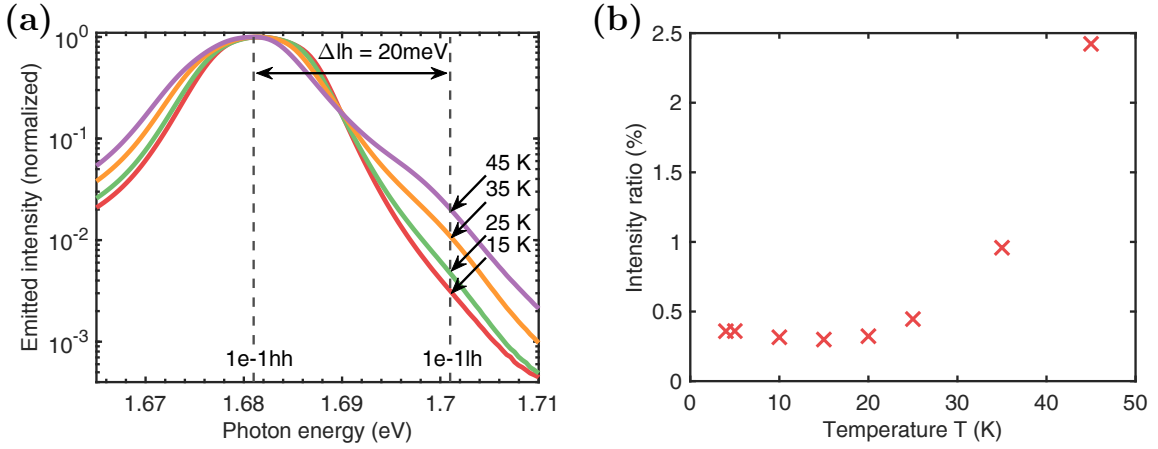 (a)
Emitted intensity (normalized)
10⁰
10⁻¹
10⁻²
10⁻³
Δlh = 20meV
45 K
35 K
25 K
15 K
1e-1hh
1e-1lh
1.67
1.68
1.69
1.7
1.71
Photon energy (eV)
(b)
Intensity ratio (%)
2.5
2
1.5
1
0.5
0
0
10
20
30
40
50
Temperature T (K)